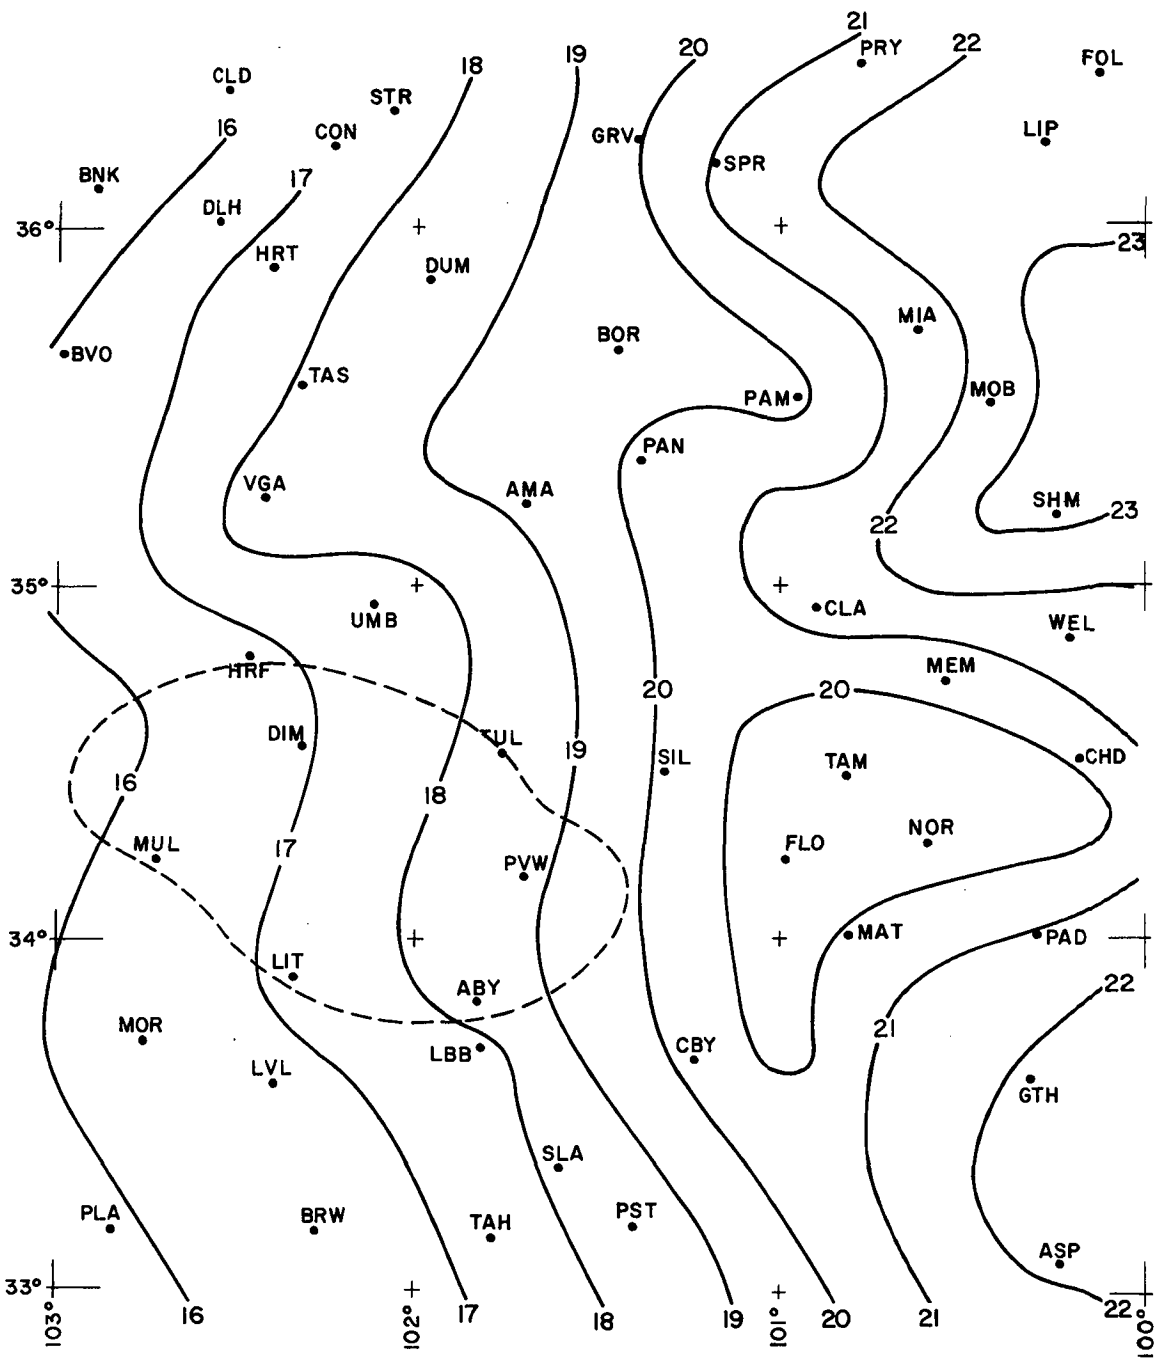 21
20
22
19
PRY
18
FOL
CLD
STR
16
CON
GRV
LIP
SPR
BNK
17
DLH
36°
23
HRT
DUM
MIA
BOR
BVO
TAS
MOB
PAM
PAN
VGA
AMA
SHM
23
22
35°
CLA
UMB
WEL
HRF
MEM
20
20
DIM
TUL
19
SIL
TAM
CHD
16
18
NOR
MUL
17
FLO
PVW
34°
MAT
PAD
LIT
ABY
22
MOR
21
LBB
CBY
LVL
GTH
SLA
PLA
BRW
TAH
PST
ASP
33°
16
17
18
19
20
21
22
103°
102°
101°
100°